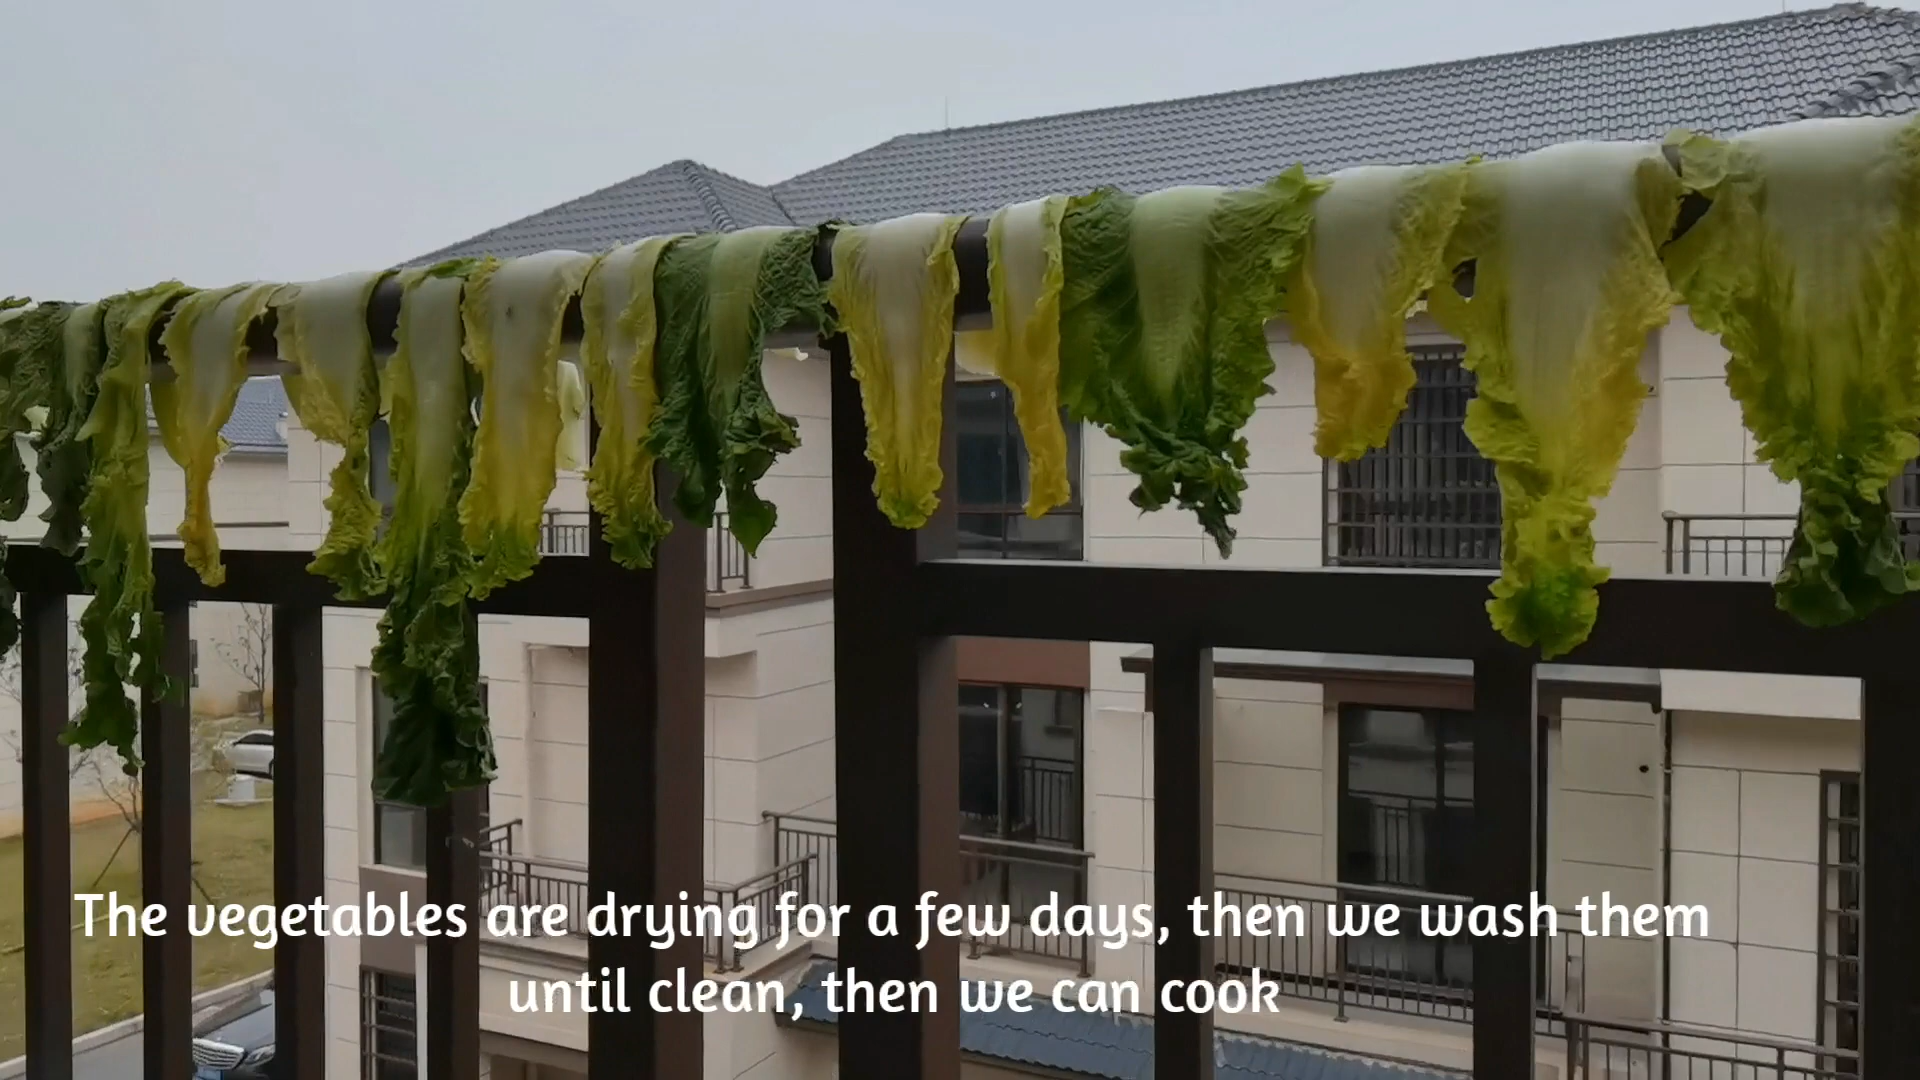 The vegetables are drying for a few days, then we wash them
until clean, then we can cook